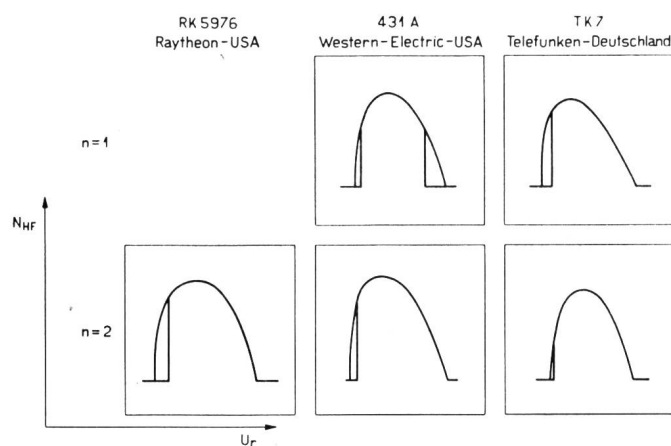 RK 5976
Raytheon-USA
431 A
Western-Electric-USA
TK 7
Telefunken-Deutschland
n=1
N_HF
n=2
U_r